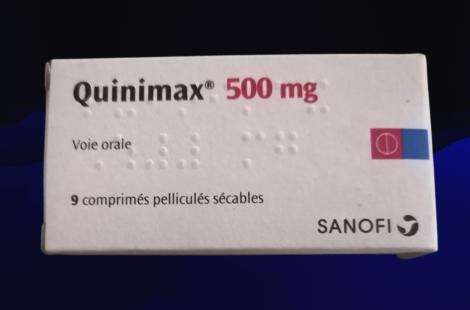 Quinimax® 500 mg
Voie orale
9 comprimés pelliculés sécables
SANOFI